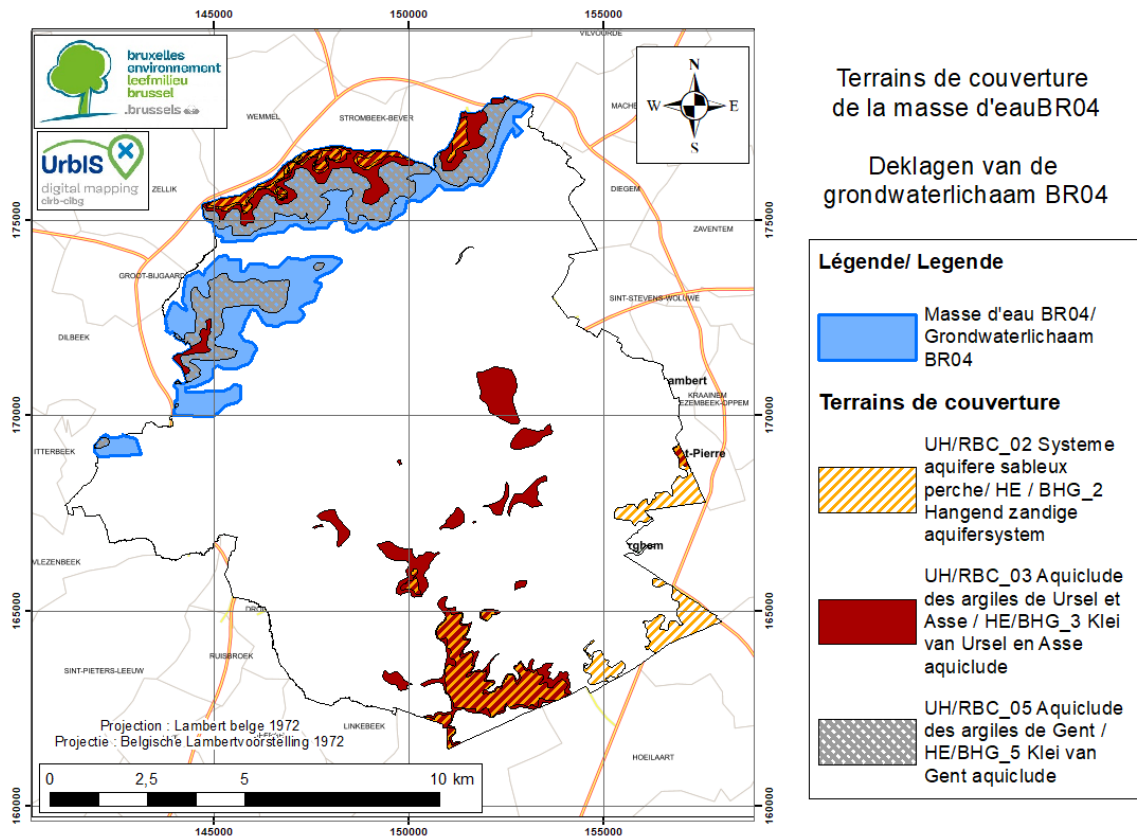 145000 150000 155000
bruxelles
environnement
leefmilieu
brussel
.brussels
UrbIS
digital mapping
cirb-cibg
N
W E
S
VILVOORDE
WEMMEL
STROMBEEK-BEVER
MACHE
ZELLIK
DIEGEM
ZAVENTEM
GROOT-BIJGAARD
SINT-STEVENS-WOLUWE
DILBEEK
ambert
KRAAINEM
EZEMBEEK-OPPEM
ITTERBEEK
t-Pierre
VLEZENBEEK
rghem
DRO
RUISBROEK
SINT-PIETERS-LEEUW
LINKEBEEK
HOEILAART
175000
170000
165000
160000
175000
170000
165000
160000
Projection : Lambert belge 1972
Projectie : Belgische Lambertvoorstelling 1972
0 2,5 5 10 km
145000 150000 155000
Terrains de couverture
de la masse d'eauBR04
Deklagen van de
grondwaterlichaam BR04
Légende/ Legende
Masse d'eau BR04/
Grondwaterlichaam
BR04
Terrains de couverture
UH/RBC_02 Systeme
aquifere sableux
perche/ HE / BHG_2
Hangend zandige
aquifersystem
UH/RBC_03 Aquiclude
des argiles de Ursel et
Asse / HE/BHG_3 Klei
van Ursel en Asse
aquiclude
UH/RBC_05 Aquiclude
des argiles de Gent /
HE/BHG_5 Klei van
Gent aquiclude